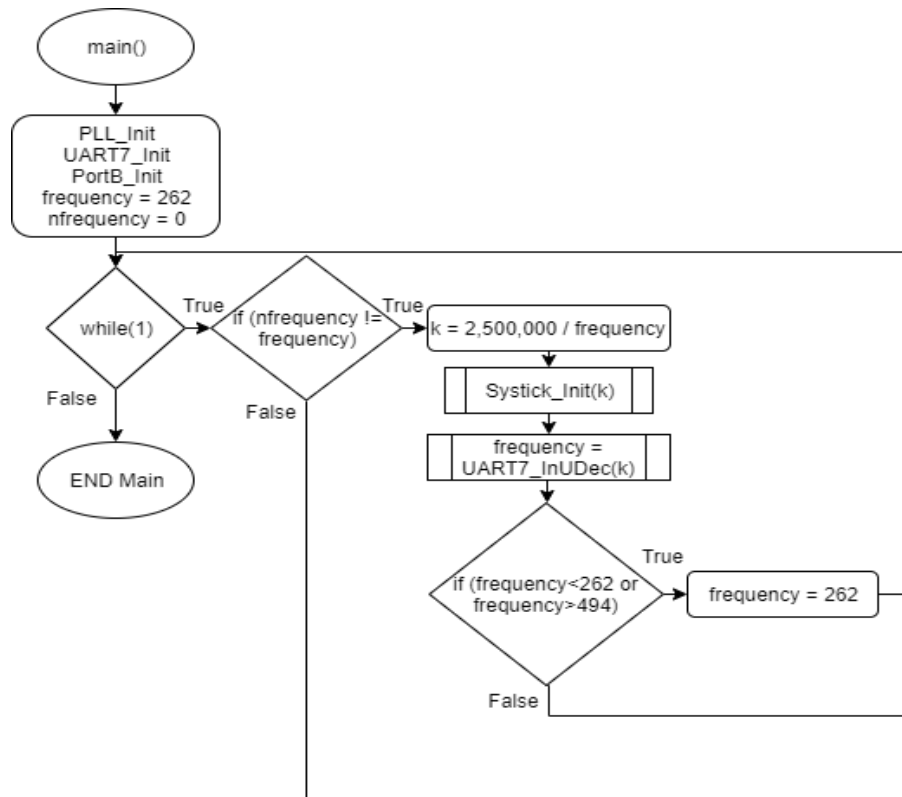 main()
PLL_Init
UART7_Init
PortB_Init
frequency = 262
nfrequency = 0
while(1)
True
False
END Main
if (nfrequency !=
frequency)
True
False
k = 2,500,000 / frequency
Systick_Init(k)
frequency =
UART7_InUDec(k)
if (frequency<262 or
frequency>494)
True
False
frequency = 262